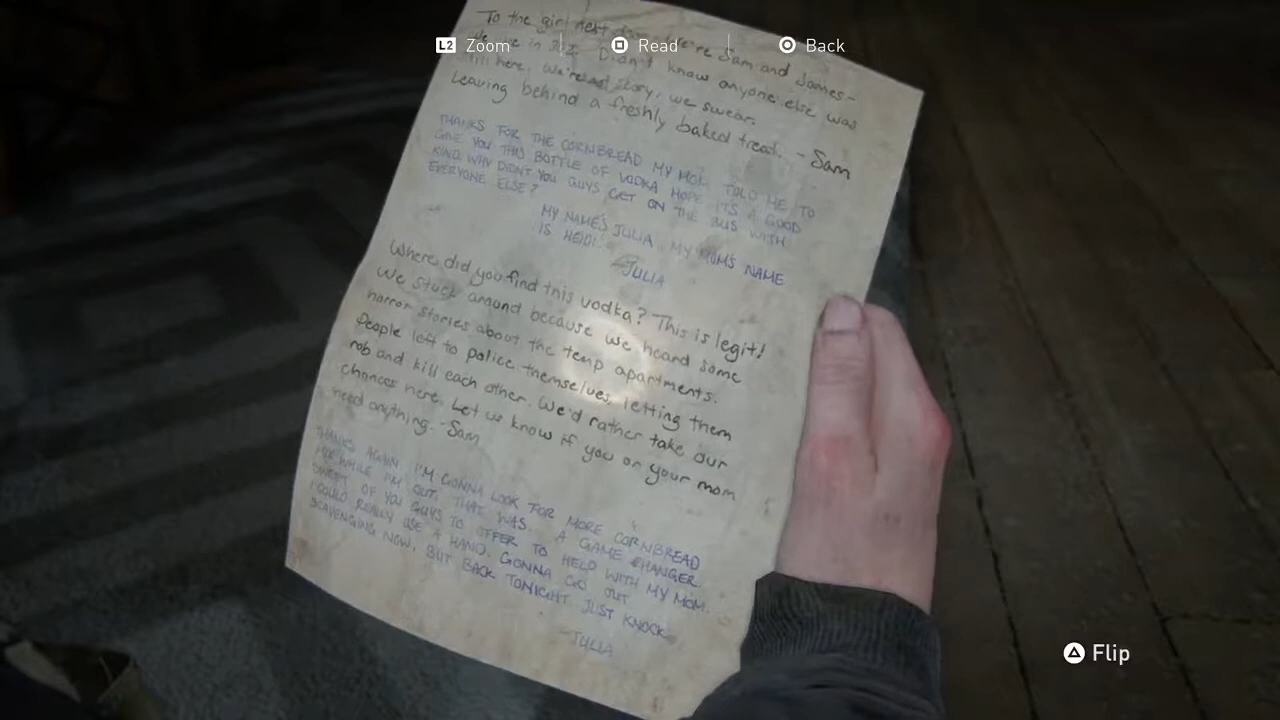 L2 Zoom
Read
Back
To the girl next We're Sam and James-
We live in Didn't know anyone else was
still here. We're story, we swear.
Leaving behind a freshly baked treat. -Sam
THANKS FOR THE CORNBREAD MY MOM TOLD ME TO
GIVE YOU THIS BOTTLE OF VODKA HOPE IT'S A GOOD
KIND. WHY DIDN'T YOU GUYS GET ON THE BUS WITH
EVERYONE ELSE?
MY NAME'S JULIA MY MOM'S NAME
IS HEIDI.
-JULIA
Where did you find this vodka? This is legit!
We stuck around because we heard some
horror stories about the temp apartments.
People left to police themselves, letting them
rob and kill each other. We'd rather take our
chances here. Let us know if you or your mom
need anything. -Sam
THANKS AGAIN. I'M GONNA LOOK FOR MORE CORNBREAD
MIX WHILE I'M OUT, THAT WAS A GAME CHANGER.
SWEET OF YOU GUYS TO OFFER TO HELP WITH MY MOM.
I COULD REALLY USE A HAND. GONNA GO OUT
SCAVENGING NOW, BUT BACK TONIGHT JUST KNOCK
-JULIA
Flip